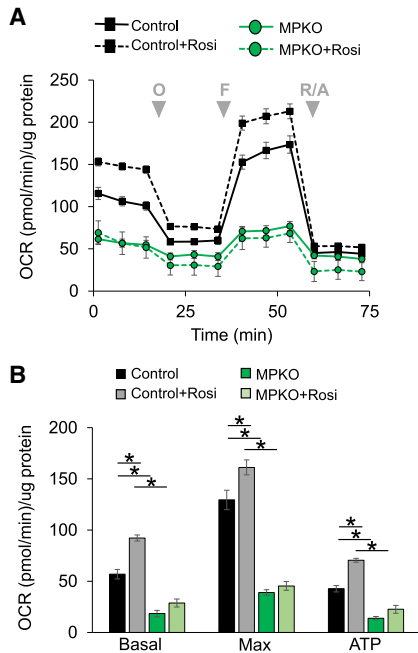 A
Control
MPKO
Control+Rosi
MPKO+Rosi
OCR (pmol/min)/ug protein
250
200
150
100
50
0
O
F
R/A
0
25
50
75
Time (min)
B
Control
MPKO
Control+Rosi
MPKO+Rosi
OCR (pmol/min)/ug protein
200
150
100
50
0
*
*
*
*
*
*
*
*
*
Basal
Max
ATP